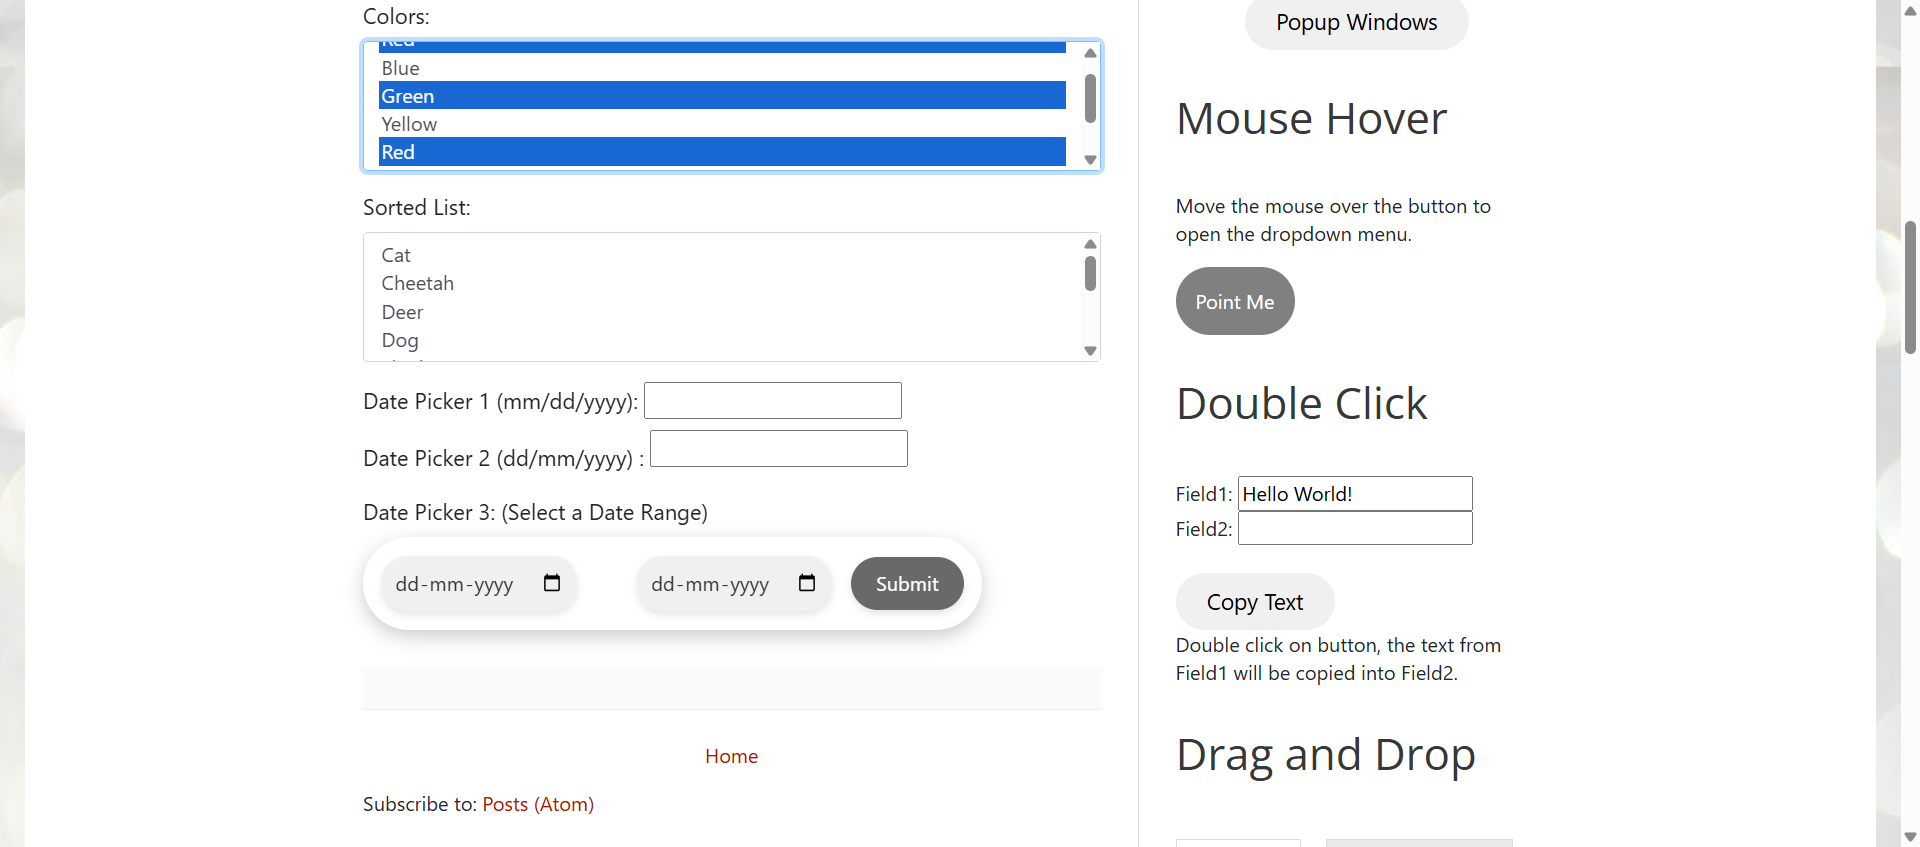 Colors:
Red
Blue
Green
Yellow
Red
Sorted List:
Cat
Cheetah
Deer
Dog
Date Picker 1 (mm/dd/yyyy):
Date Picker 2 (dd/mm/yyyy) :
Date Picker 3: (Select a Date Range)
dd-mm-yyyy
dd-mm-yyyy
Submit
Home
Subscribe to: Posts (Atom)
Popup Windows
Mouse Hover
Move the mouse over the button to
open the dropdown menu.
Point Me
Double Click
Field1: Hello World!
Field2:
Copy Text
Double click on button, the text from
Field1 will be copied into Field2.
Drag and Drop